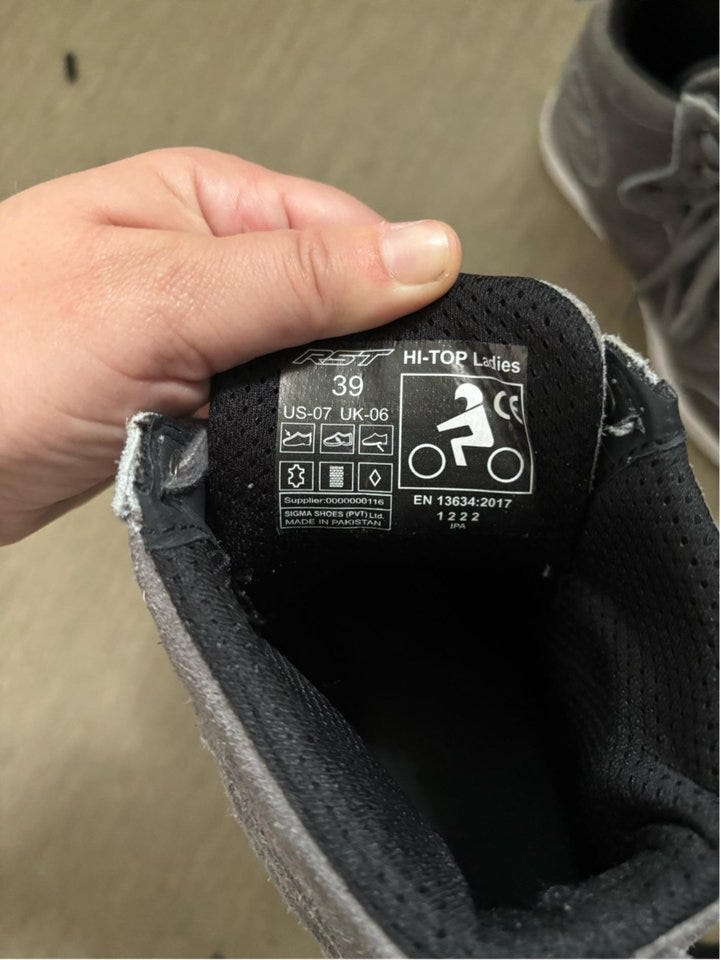 RST HI-TOP Ladies
39
US-07 UK-06
CE
Supplier:0000000116
SIGMA SHOES (PVT) Ltd.
MADE IN PAKISTAN
EN 13634:2017
1 2 2 2
IPA